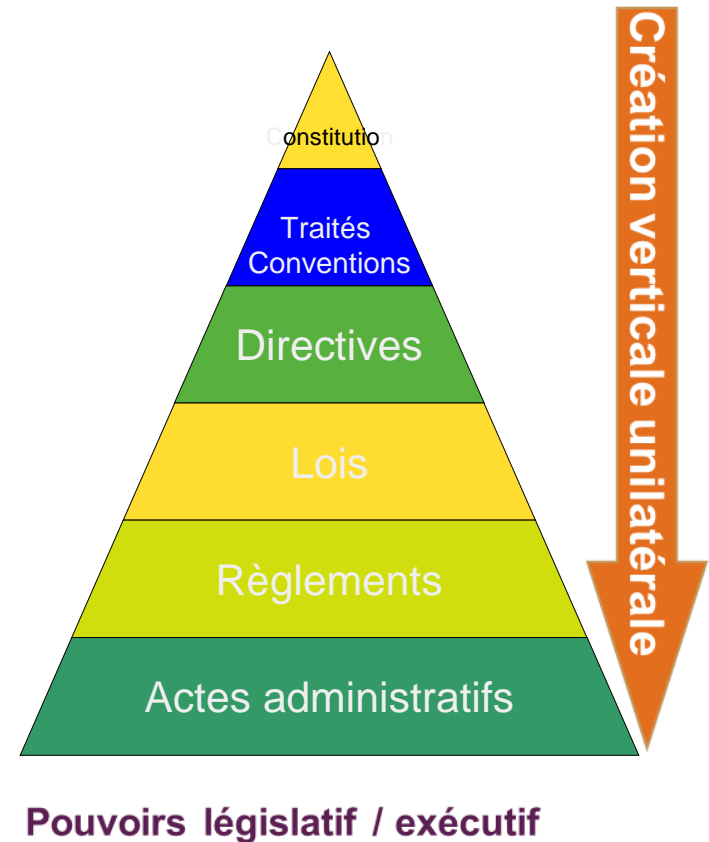 Constitution
Traités
Conventions
Directives
Lois
Règlements
Actes administratifs
Création verticale unilatérale
Pouvoirs législatif / exécutif